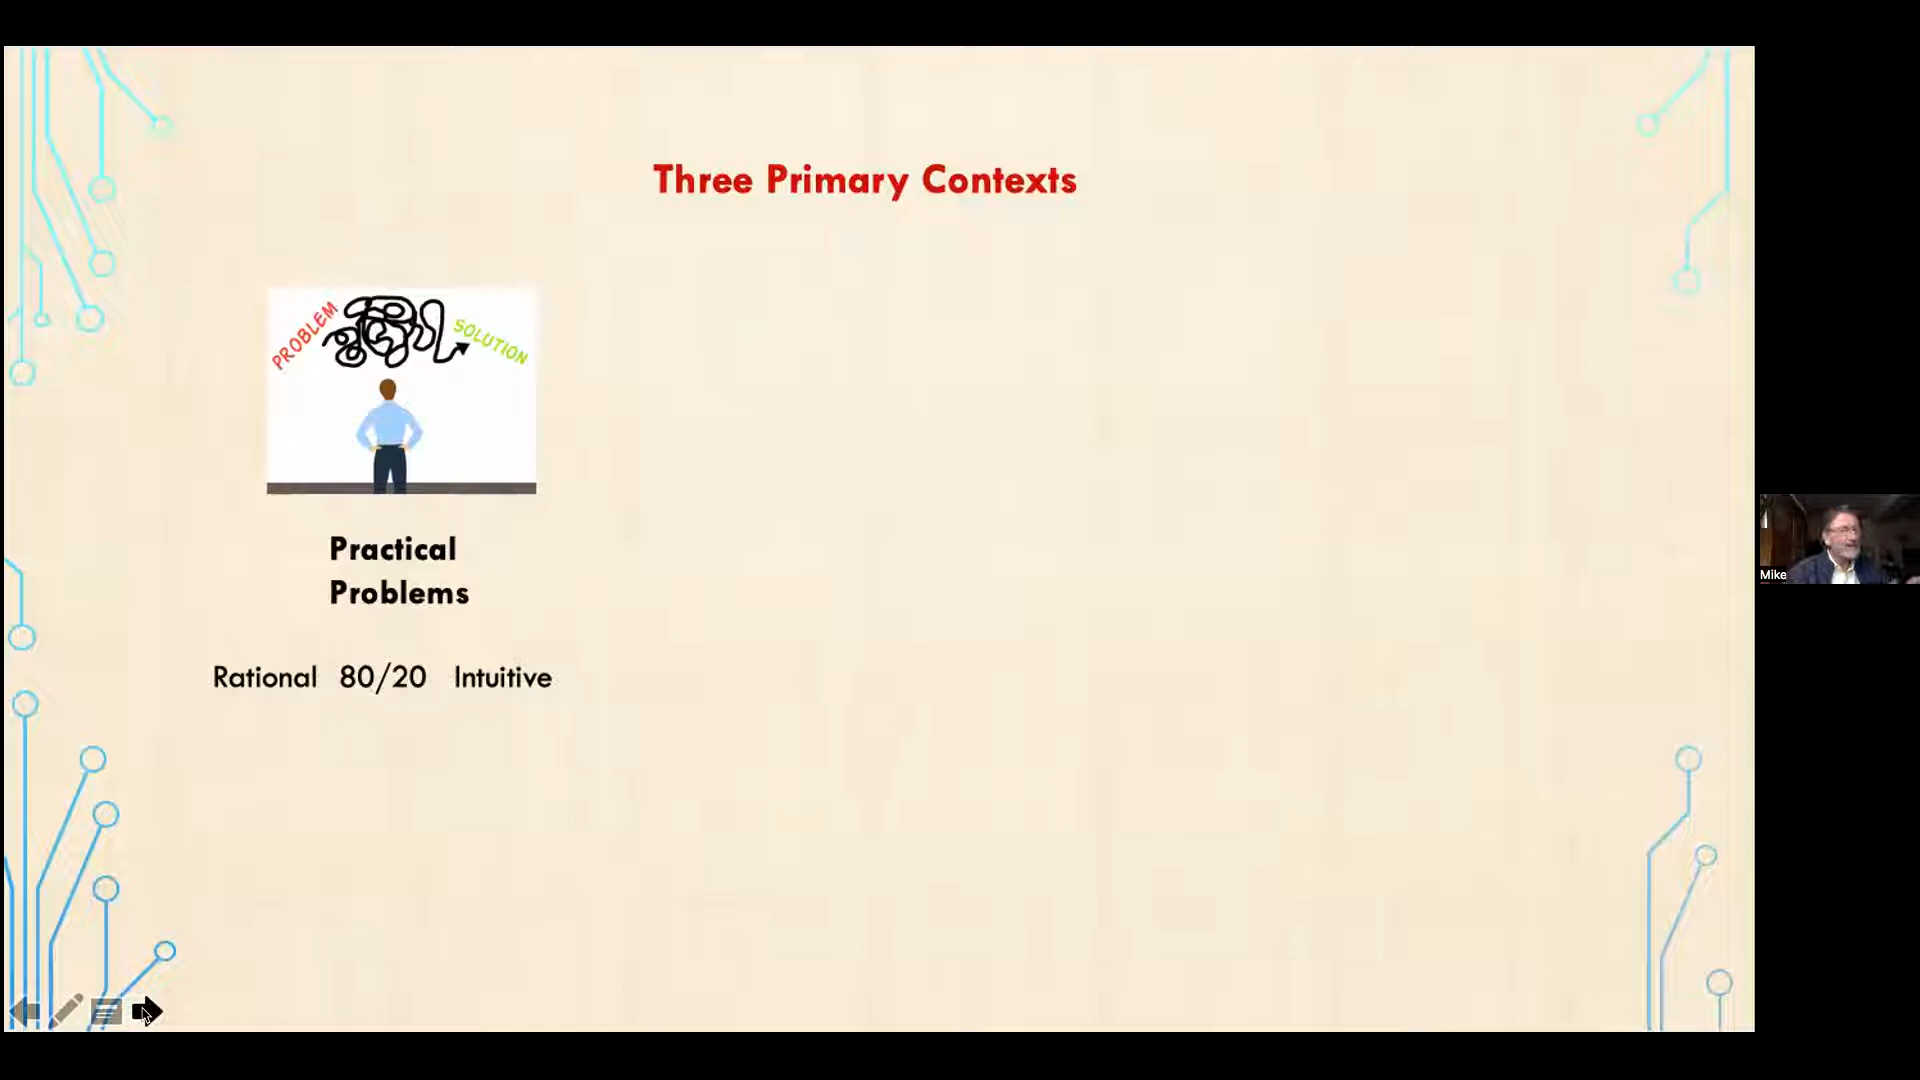 Three Primary Contexts
PROBLEM
SOLUTION
Practical
Problems
Rational 80/20 Intuitive
Mike